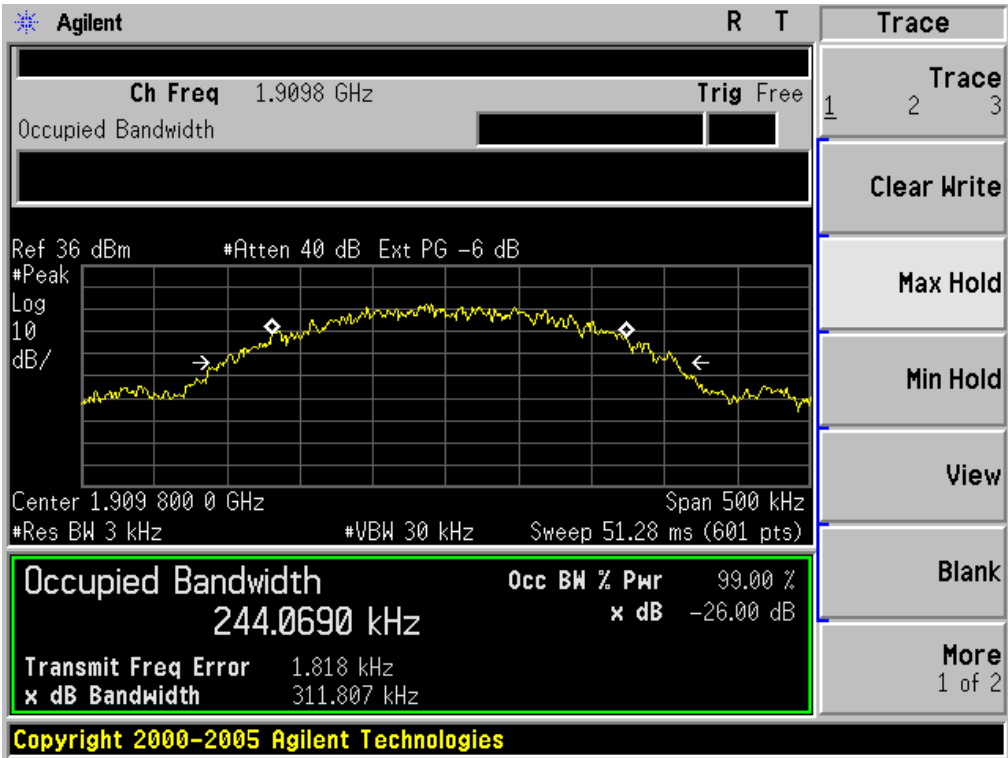 Agilent R T
Ch Freq 1.9098 GHz Trig Free
Occupied Bandwidth
Ref 36 dBm #Atten 40 dB Ext PG -6 dB
#Peak
Log
10
dB/
Center 1.909 800 0 GHz Span 500 kHz
#Res BW 3 kHz #VBW 30 kHz Sweep 51.28 ms (601 pts)
Occupied Bandwidth Occ BW % Pwr 99.00 %
244.0690 kHz x dB -26.00 dB
Transmit Freq Error 1.818 kHz
x dB Bandwidth 311.807 kHz
Copyright 2000-2005 Agilent Technologies
Trace
Trace
1 2 3
Clear Write
Max Hold
Min Hold
View
Blank
More
1 of 2